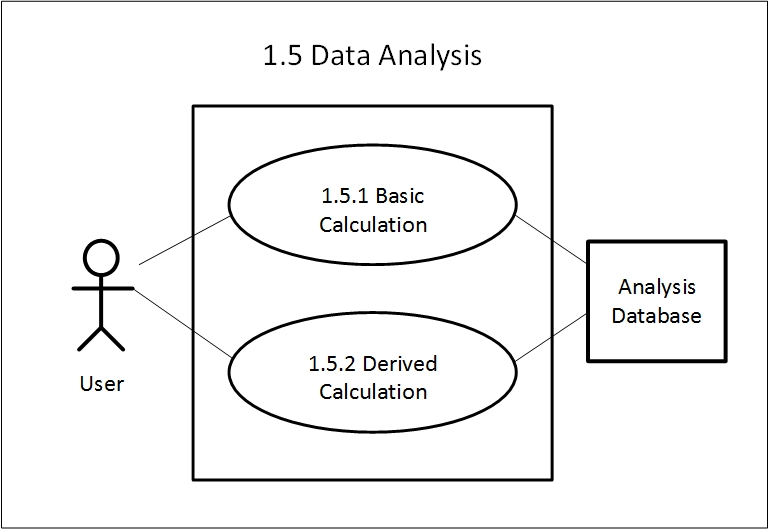 1.5 Data Analysis
1.5.1 Basic
Calculation
Analysis
Database
1.5.2 Derived
Calculation
User